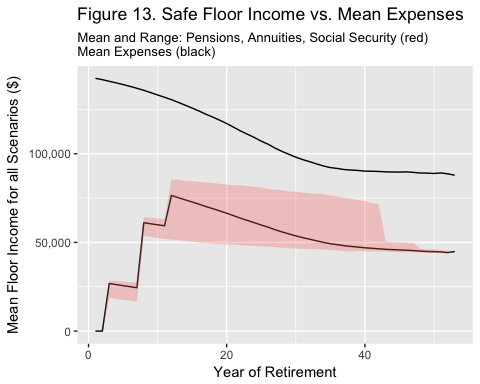 Figure 13. Safe Floor Income vs. Mean Expenses
Mean and Range: Pensions, Annuities, Social Security (red)
Mean Expenses (black)
Mean Floor Income for all Scenarios ($)
100,000
50,000
0
0
20
40
Year of Retirement